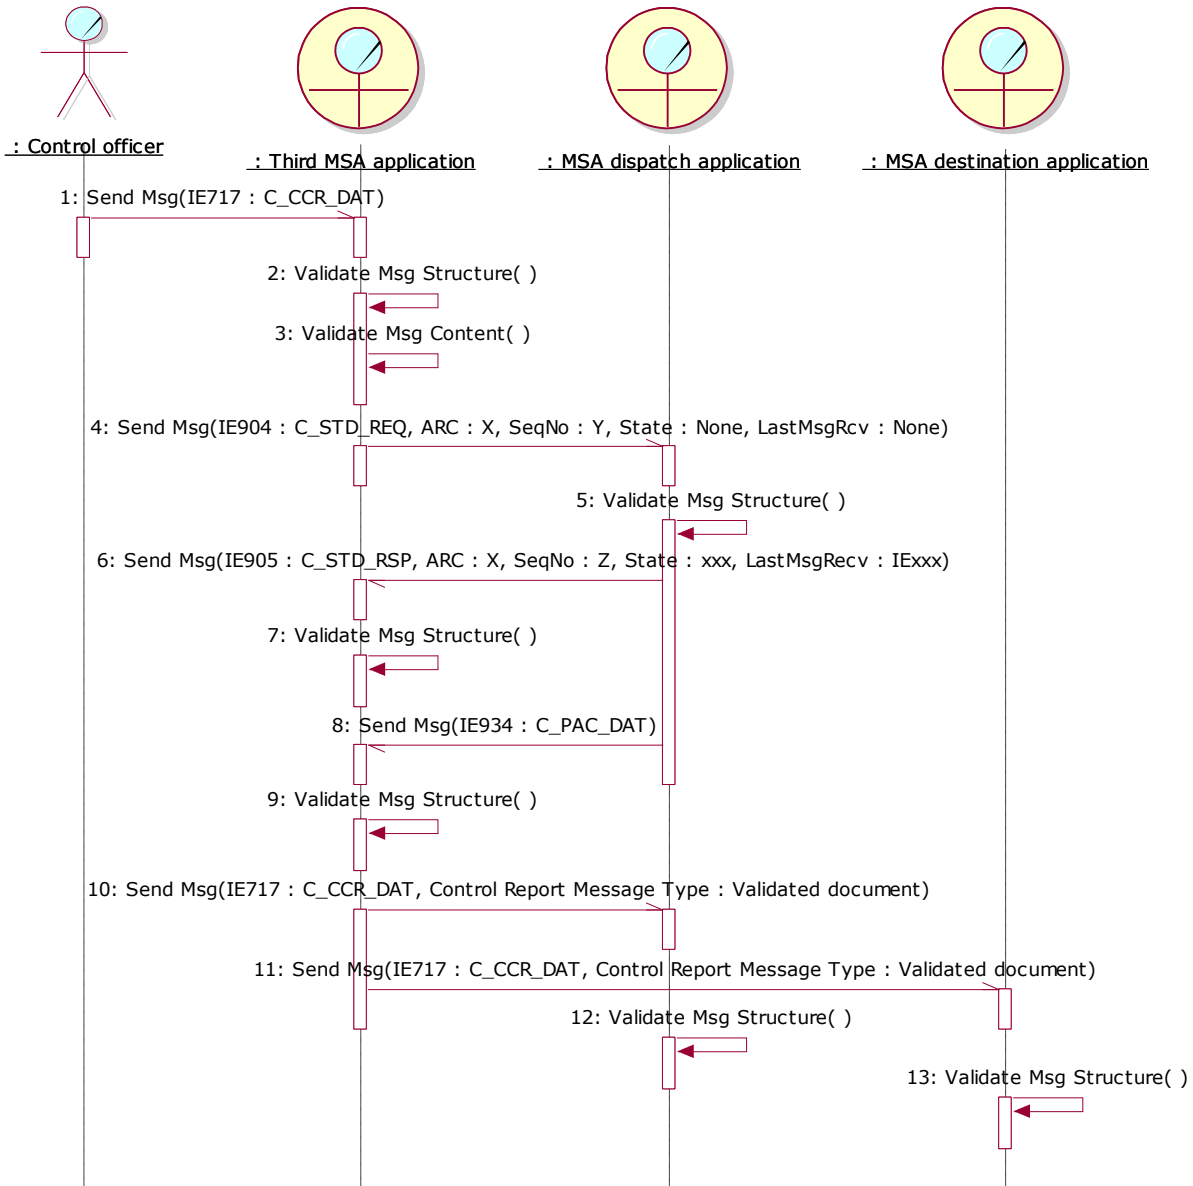 : Control officer
: Third MSA application
: MSA dispatch application
: MSA destination application
1: Send Msg(IE717 : C_CCR_DAT)
2: Validate Msg Structure( )
3: Validate Msg Content( )
4: Send Msg(IE904 : C_STD_REQ, ARC : X, SeqNo : Y, State : None, LastMsgRcv : None)
5: Validate Msg Structure( )
6: Send Msg(IE905 : C_STD_RSP, ARC : X, SeqNo : Z, State : xxx, LastMsgRecv : IExxx)
7: Validate Msg Structure( )
8: Send Msg(IE934 : C_PAC_DAT)
9: Validate Msg Structure( )
10: Send Msg(IE717 : C_CCR_DAT, Control Report Message Type : Validated document)
11: Send Msg(IE717 : C_CCR_DAT, Control Report Message Type : Validated document)
12: Validate Msg Structure( )
13: Validate Msg Structure( )